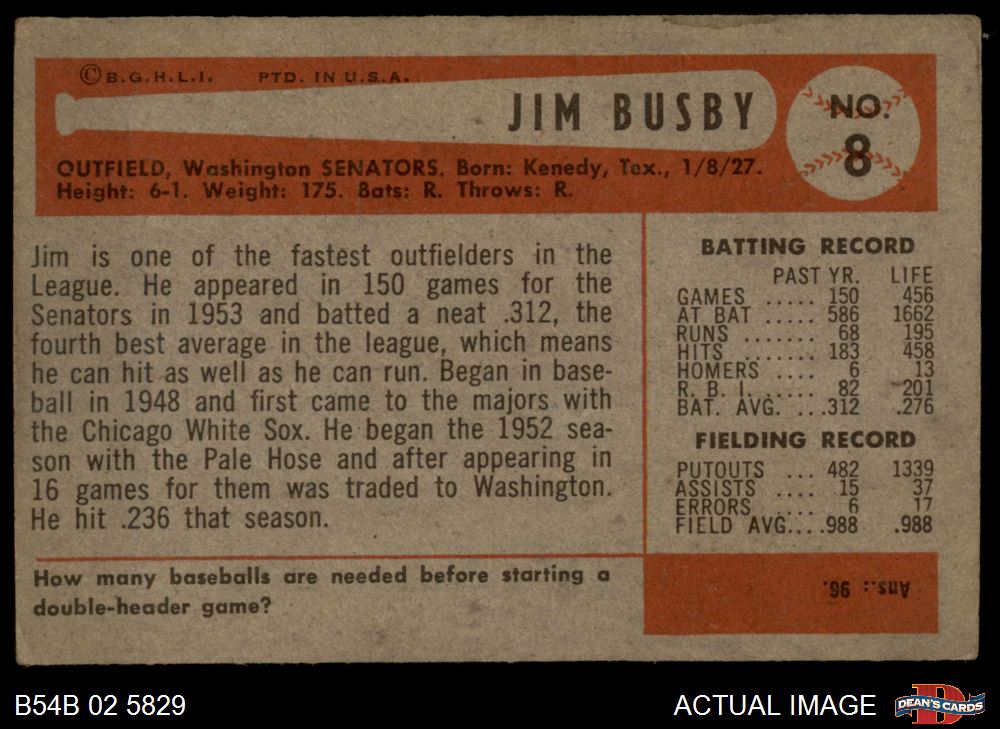 ©B.G.H.L.I. PTD. IN U.S.A.
JIM BUSBY
NO.
8
OUTFIELD, Washington SENATORS. Born: Kenedy, Tex., 1/8/27.
Height: 6-1. Weight: 175. Bats: R. Throws: R.
Jim is one of the fastest outfielders in the
League. He appeared in 150 games for the
Senators in 1953 and batted a neat .312, the
fourth best average in the league, which means
he can hit as well as he can run. Began in base-
ball in 1948 and first came to the majors with
the Chicago White Sox. He began the 1952 sea-
son with the Pale Hose and after appearing in
16 games for them was traded to Washington.
He hit .236 that season.
BATTING RECORD
PAST YR. LIFE
GAMES ..... 150 456
AT BAT ..... 586 1662
RUNS ....... 68 195
HITS ....... 183 458
HOMERS .... 6 13
R. B. I. ..... 82 201
BAT. AVG. ...312 .276
FIELDING RECORD
PUTOUTS ... 482 1339
ASSISTS .... 15 37
ERRORS .... 6 17
FIELD AVG....988 .988
How many baseballs are needed before starting a
double-header game?
Ans.: 96.
B54B 02 5829
ACTUAL IMAGE
DEAN'S CARDS